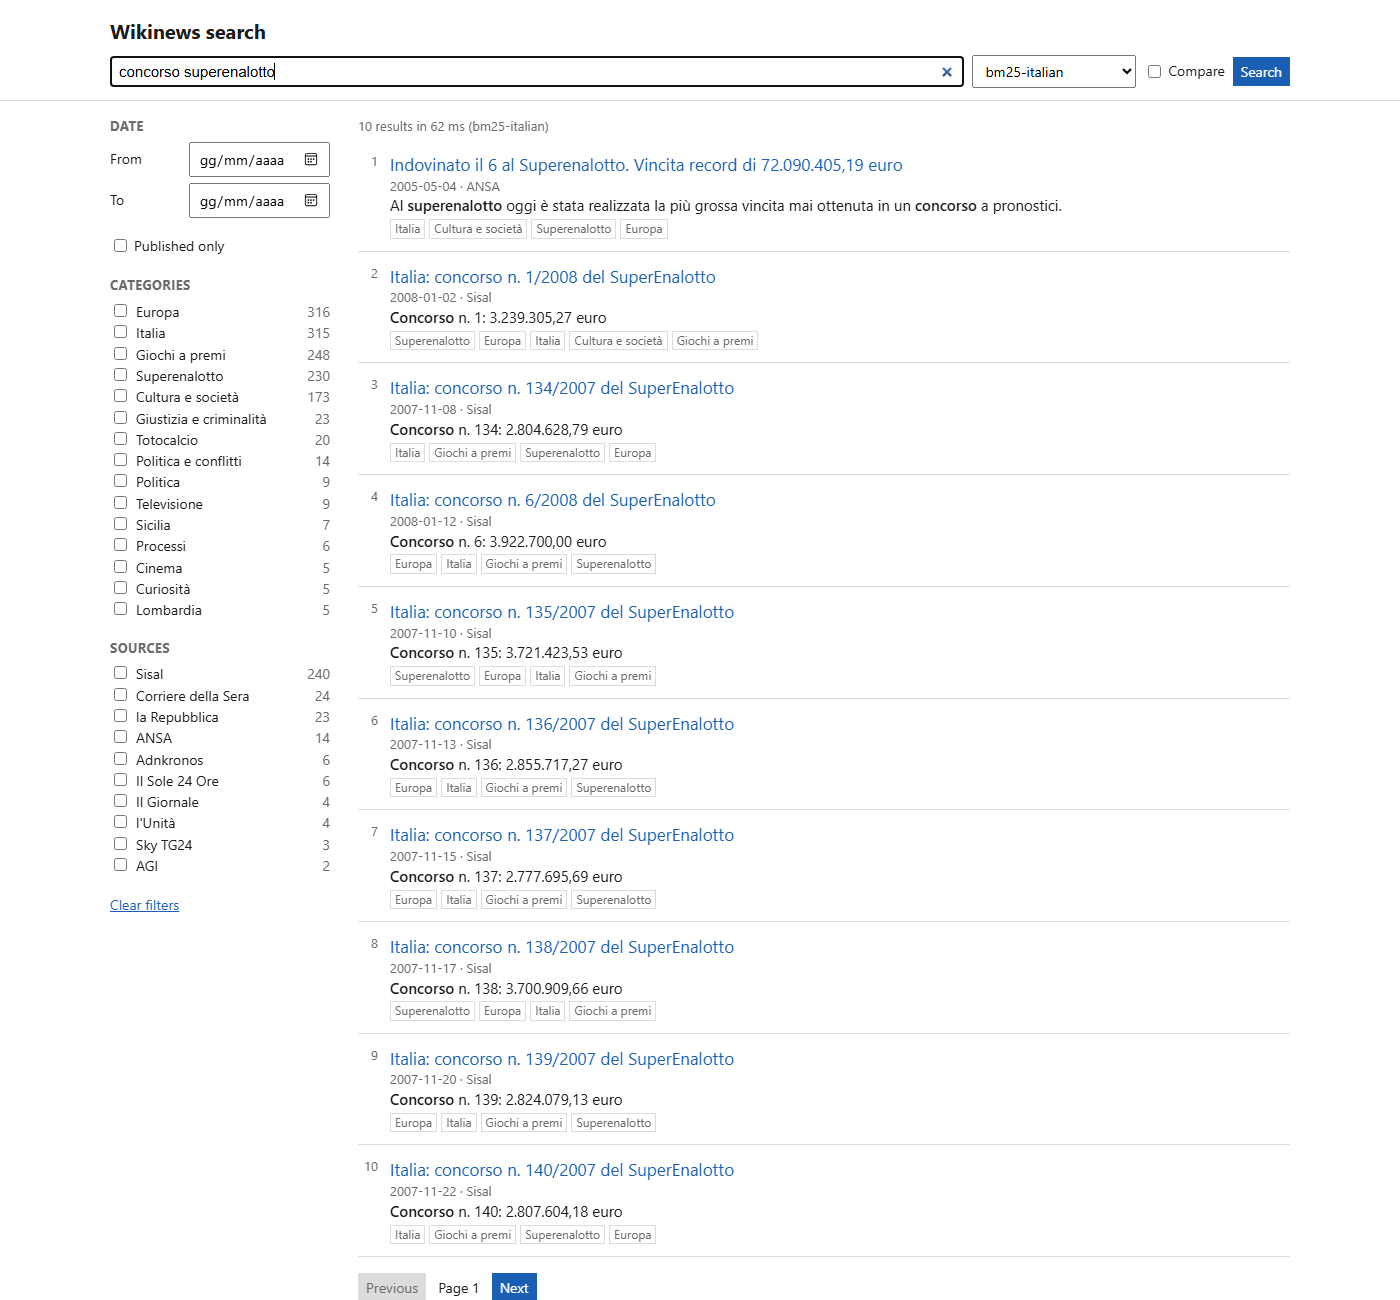 Wikinews search
concorso superenalotto
bm25-italian
Compare
Search
DATE
From
gg/mm/aaaa
To
gg/mm/aaaa
Published only
CATEGORIES
Europa 316
Italia 315
Giochi a premi 248
Superenalotto 230
Cultura e società 173
Giustizia e criminalità 23
Totocalcio 20
Politica e conflitti 14
Politica 9
Televisione 9
Sicilia 7
Processi 6
Cinema 5
Curiosità 5
Lombardia 5
SOURCES
Sisal 240
Corriere della Sera 24
la Repubblica 23
ANSA 14
Adnkronos 6
Il Sole 24 Ore 6
Il Giornale 4
l'Unità 4
Sky TG24 3
AGI 2
Clear filters
10 results in 62 ms (bm25-italian)
1 Indovinato il 6 al Superenalotto. Vincita record di 72.090.405,19 euro
2005-05-04 · ANSA
Al superenalotto oggi è stata realizzata la più grossa vincita mai ottenuta in un concorso a pronostici.
Italia Cultura e società Superenalotto Europa
2 Italia: concorso n. 1/2008 del SuperEnalotto
2008-01-02 · Sisal
Concorso n. 1: 3.239.305,27 euro
Superenalotto Europa Italia Cultura e società Giochi a premi
3 Italia: concorso n. 134/2007 del SuperEnalotto
2007-11-08 · Sisal
Concorso n. 134: 2.804.628,79 euro
Italia Giochi a premi Superenalotto Europa
4 Italia: concorso n. 6/2008 del SuperEnalotto
2008-01-12 · Sisal
Concorso n. 6: 3.922.700,00 euro
Europa Italia Giochi a premi Superenalotto
5 Italia: concorso n. 135/2007 del SuperEnalotto
2007-11-10 · Sisal
Concorso n. 135: 3.721.423,53 euro
Superenalotto Europa Italia Giochi a premi
6 Italia: concorso n. 136/2007 del SuperEnalotto
2007-11-13 · Sisal
Concorso n. 136: 2.855.717,27 euro
Europa Italia Giochi a premi Superenalotto
7 Italia: concorso n. 137/2007 del SuperEnalotto
2007-11-15 · Sisal
Concorso n. 137: 2.777.695,69 euro
Europa Italia Giochi a premi Superenalotto
8 Italia: concorso n. 138/2007 del SuperEnalotto
2007-11-17 · Sisal
Concorso n. 138: 3.700.909,66 euro
Superenalotto Europa Italia Giochi a premi
9 Italia: concorso n. 139/2007 del SuperEnalotto
2007-11-20 · Sisal
Concorso n. 139: 2.824.079,13 euro
Europa Italia Giochi a premi Superenalotto
10 Italia: concorso n. 140/2007 del SuperEnalotto
2007-11-22 · Sisal
Concorso n. 140: 2.807.604,18 euro
Italia Giochi a premi Superenalotto Europa
Previous Page 1 Next